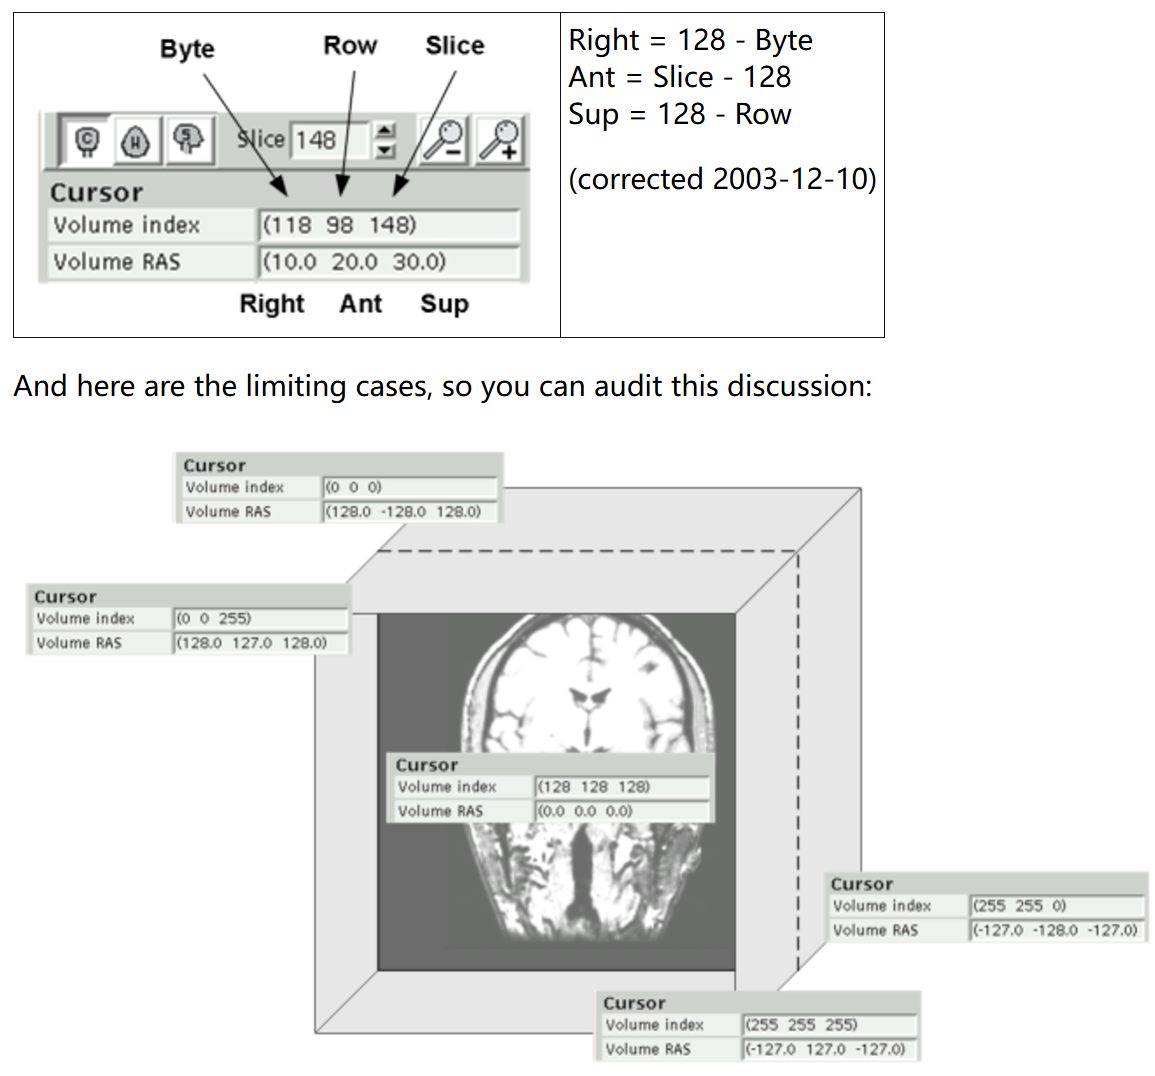 Byte Row Slice
C H S Slice 148
Cursor
Volume index (118 98 148)
Volume RAS (10.0 20.0 30.0)
Right Ant Sup
Right = 128 - Byte
Ant = Slice - 128
Sup = 128 - Row
(corrected 2003-12-10)
And here are the limiting cases, so you can audit this discussion:
Cursor
Volume index (0 0 0)
Volume RAS (128.0 -128.0 128.0)
Cursor
Volume index (0 0 255)
Volume RAS (128.0 127.0 128.0)
Cursor
Volume index (128 128 128)
Volume RAS (0.0 0.0 0.0)
Cursor
Volume index (255 255 0)
Volume RAS (-127.0 -128.0 -127.0)
Cursor
Volume index (255 255 255)
Volume RAS (-127.0 127.0 -127.0)